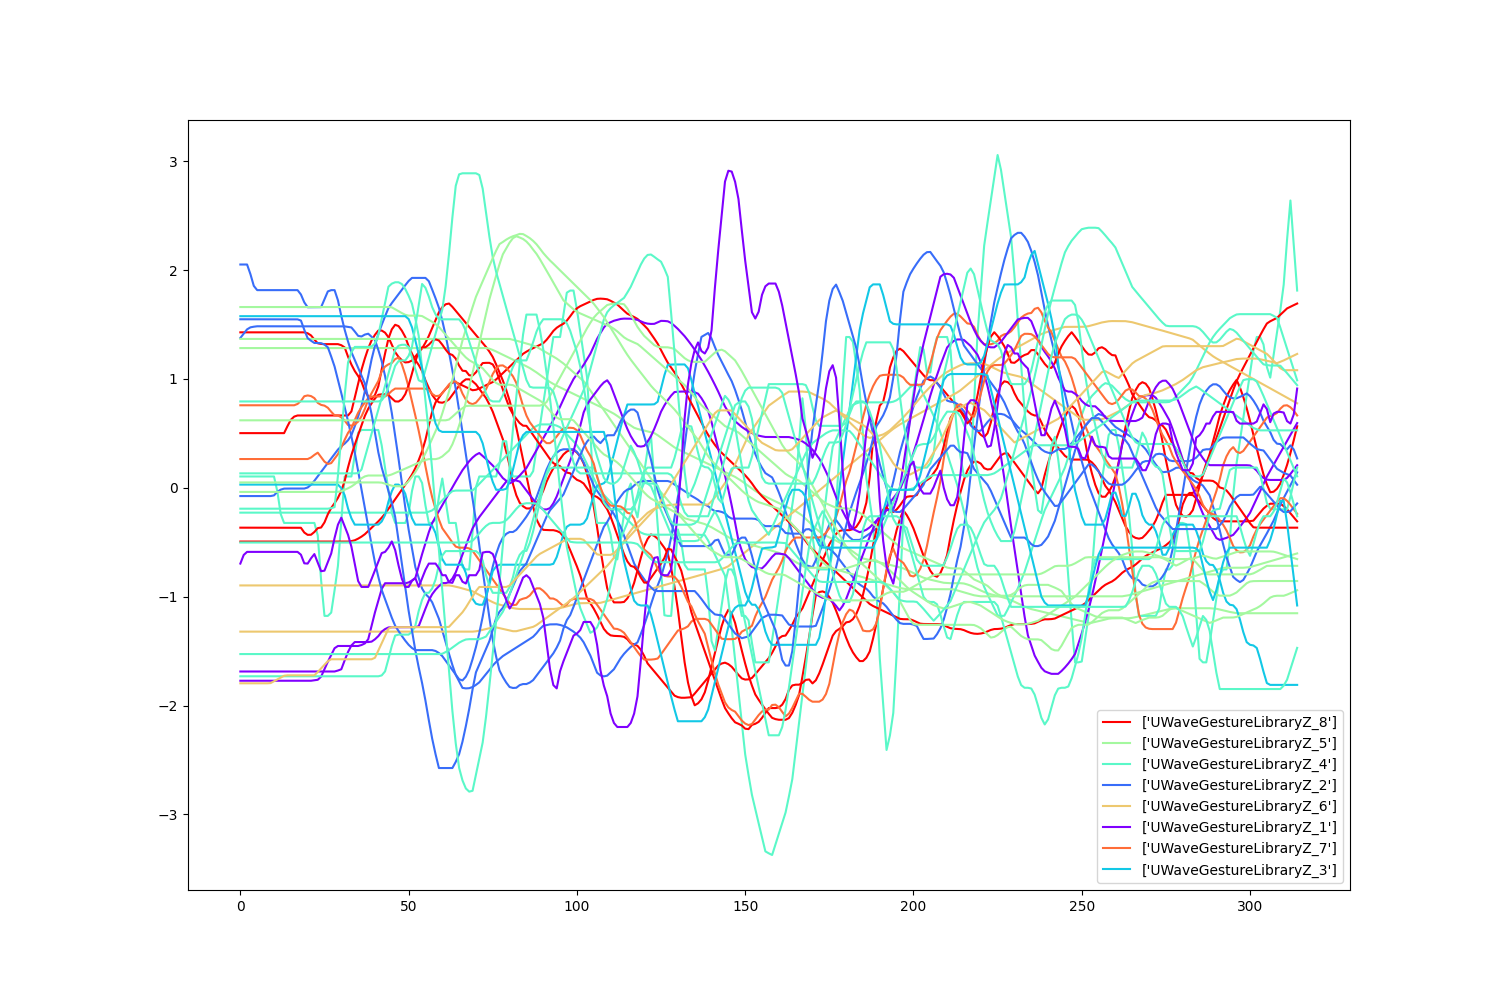 3
2
1
0
−1
−2
−3
0 50 100 150 200 250 300
['UWaveGestureLibraryZ_8']
['UWaveGestureLibraryZ_5']
['UWaveGestureLibraryZ_4']
['UWaveGestureLibraryZ_2']
['UWaveGestureLibraryZ_6']
['UWaveGestureLibraryZ_1']
['UWaveGestureLibraryZ_7']
['UWaveGestureLibraryZ_3']